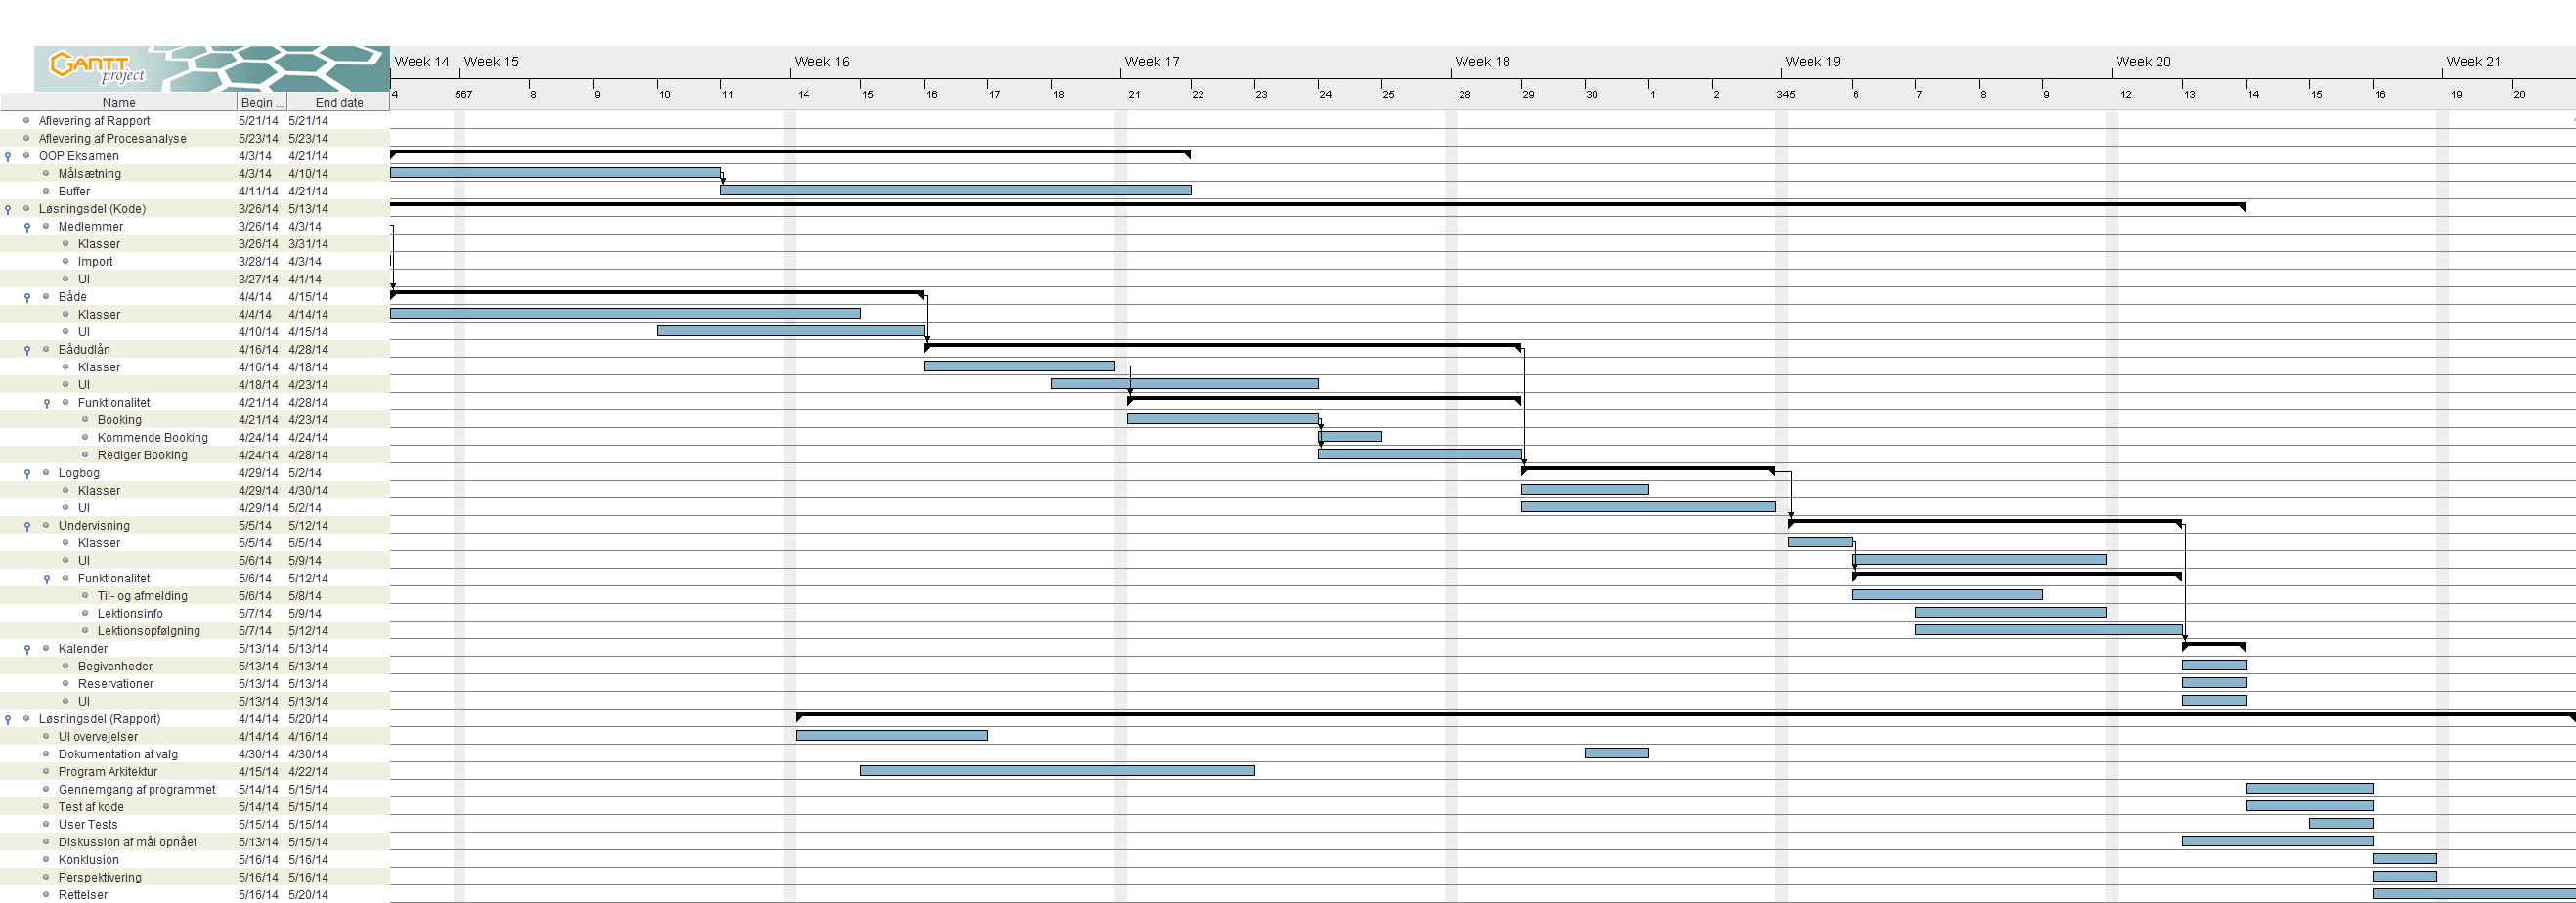 GANTT project
Week 14 Week 15 Week 16 Week 17 Week 18 Week 19 Week 20 Week 21
4 567 8 9 10 11 14 15 16 17 18 21 22 23 24 25 28 29 30 1 2 345 6 7 8 9 12 13 14 15 16 19 20
Name Begin ... End date
Aflevering af Rapport 5/21/14 5/21/14
Aflevering af Procesanalyse 5/23/14 5/23/14
OOP Eksamen 4/3/14 4/21/14
Målsætning 4/3/14 4/10/14
Buffer 4/11/14 4/21/14
Løsningsdel (Kode) 3/26/14 5/13/14
Medlemmer 3/26/14 4/3/14
Klasser 3/26/14 3/31/14
Import 3/28/14 4/3/14
UI 3/27/14 4/1/14
Både 4/4/14 4/15/14
Klasser 4/4/14 4/14/14
UI 4/10/14 4/15/14
Bådudlån 4/16/14 4/28/14
Klasser 4/16/14 4/18/14
UI 4/18/14 4/23/14
Funktionalitet 4/21/14 4/28/14
Booking 4/21/14 4/23/14
Kommende Booking 4/24/14 4/24/14
Rediger Booking 4/24/14 4/28/14
Logbog 4/29/14 5/2/14
Klasser 4/29/14 4/30/14
UI 4/29/14 5/2/14
Undervisning 5/5/14 5/12/14
Klasser 5/5/14 5/5/14
UI 5/6/14 5/9/14
Funktionalitet 5/6/14 5/12/14
Til- og afmelding 5/6/14 5/8/14
Lektionsinfo 5/7/14 5/9/14
Lektionsopfølgning 5/7/14 5/12/14
Kalender 5/13/14 5/13/14
Begivenheder 5/13/14 5/13/14
Reservationer 5/13/14 5/13/14
UI 5/13/14 5/13/14
Løsningsdel (Rapport) 4/14/14 5/20/14
UI overvejelser 4/14/14 4/16/14
Dokumentation af valg 4/30/14 4/30/14
Program Arkitektur 4/15/14 4/22/14
Gennemgang af programmet 5/14/14 5/15/14
Test af kode 5/14/14 5/15/14
User Tests 5/15/14 5/15/14
Diskussion af mål opnået 5/13/14 5/15/14
Konklusion 5/16/14 5/16/14
Perspektivering 5/16/14 5/16/14
Rettelser 5/16/14 5/20/14